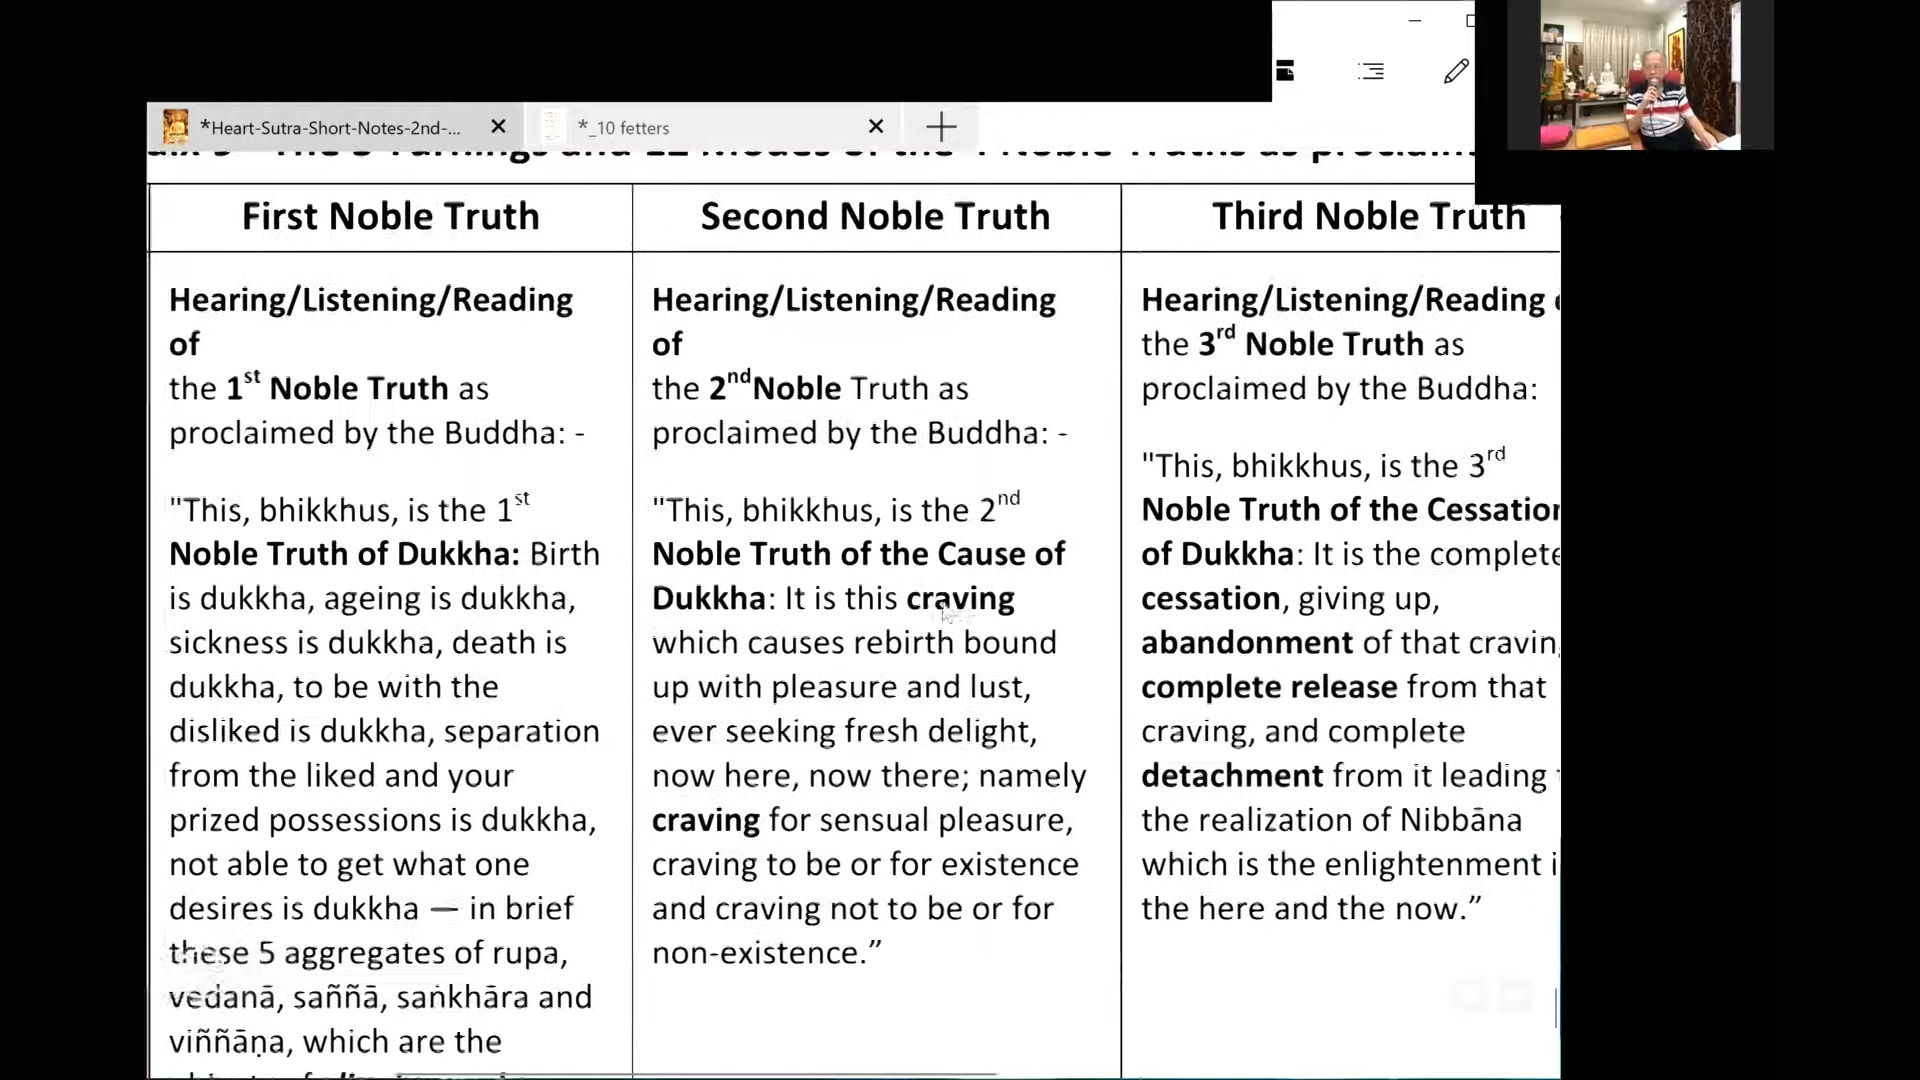 *Heart-Sutra-Short-Notes-2nd-...
*_10 fetters
12 Modes of the 4 Noble Truths as
First Noble Truth
Hearing/Listening/Reading
of
the 1st Noble Truth as
proclaimed by the Buddha: -
"This, bhikkhus, is the 1st
Noble Truth of Dukkha: Birth
is dukkha, ageing is dukkha,
sickness is dukkha, death is
dukkha, to be with the
disliked is dukkha, separation
from the liked and your
prized possessions is dukkha,
not able to get what one
desires is dukkha — in brief
these 5 aggregates of rupa,
vedanā, saññā, saṅkhāra and
viññāṇa, which are the
Second Noble Truth
Hearing/Listening/Reading
of
the 2nd Noble Truth as
proclaimed by the Buddha: -
"This, bhikkhus, is the 2nd
Noble Truth of the Cause of
Dukkha: It is this craving
which causes rebirth bound
up with pleasure and lust,
ever seeking fresh delight,
now here, now there; namely
craving for sensual pleasure,
craving to be or for existence
and craving not to be or for
non-existence.”
Third Noble Truth
Hearing/Listening/Reading
the 3rd Noble Truth as
proclaimed by the Buddha:
"This, bhikkhus, is the 3rd
Noble Truth of the Cessation
of Dukkha: It is the complete
cessation, giving up,
abandonment of that
complete release from that
craving, and complete
detachment from it leading
the realization of Nibbāna
which is the enlightenment
the here and the now.”